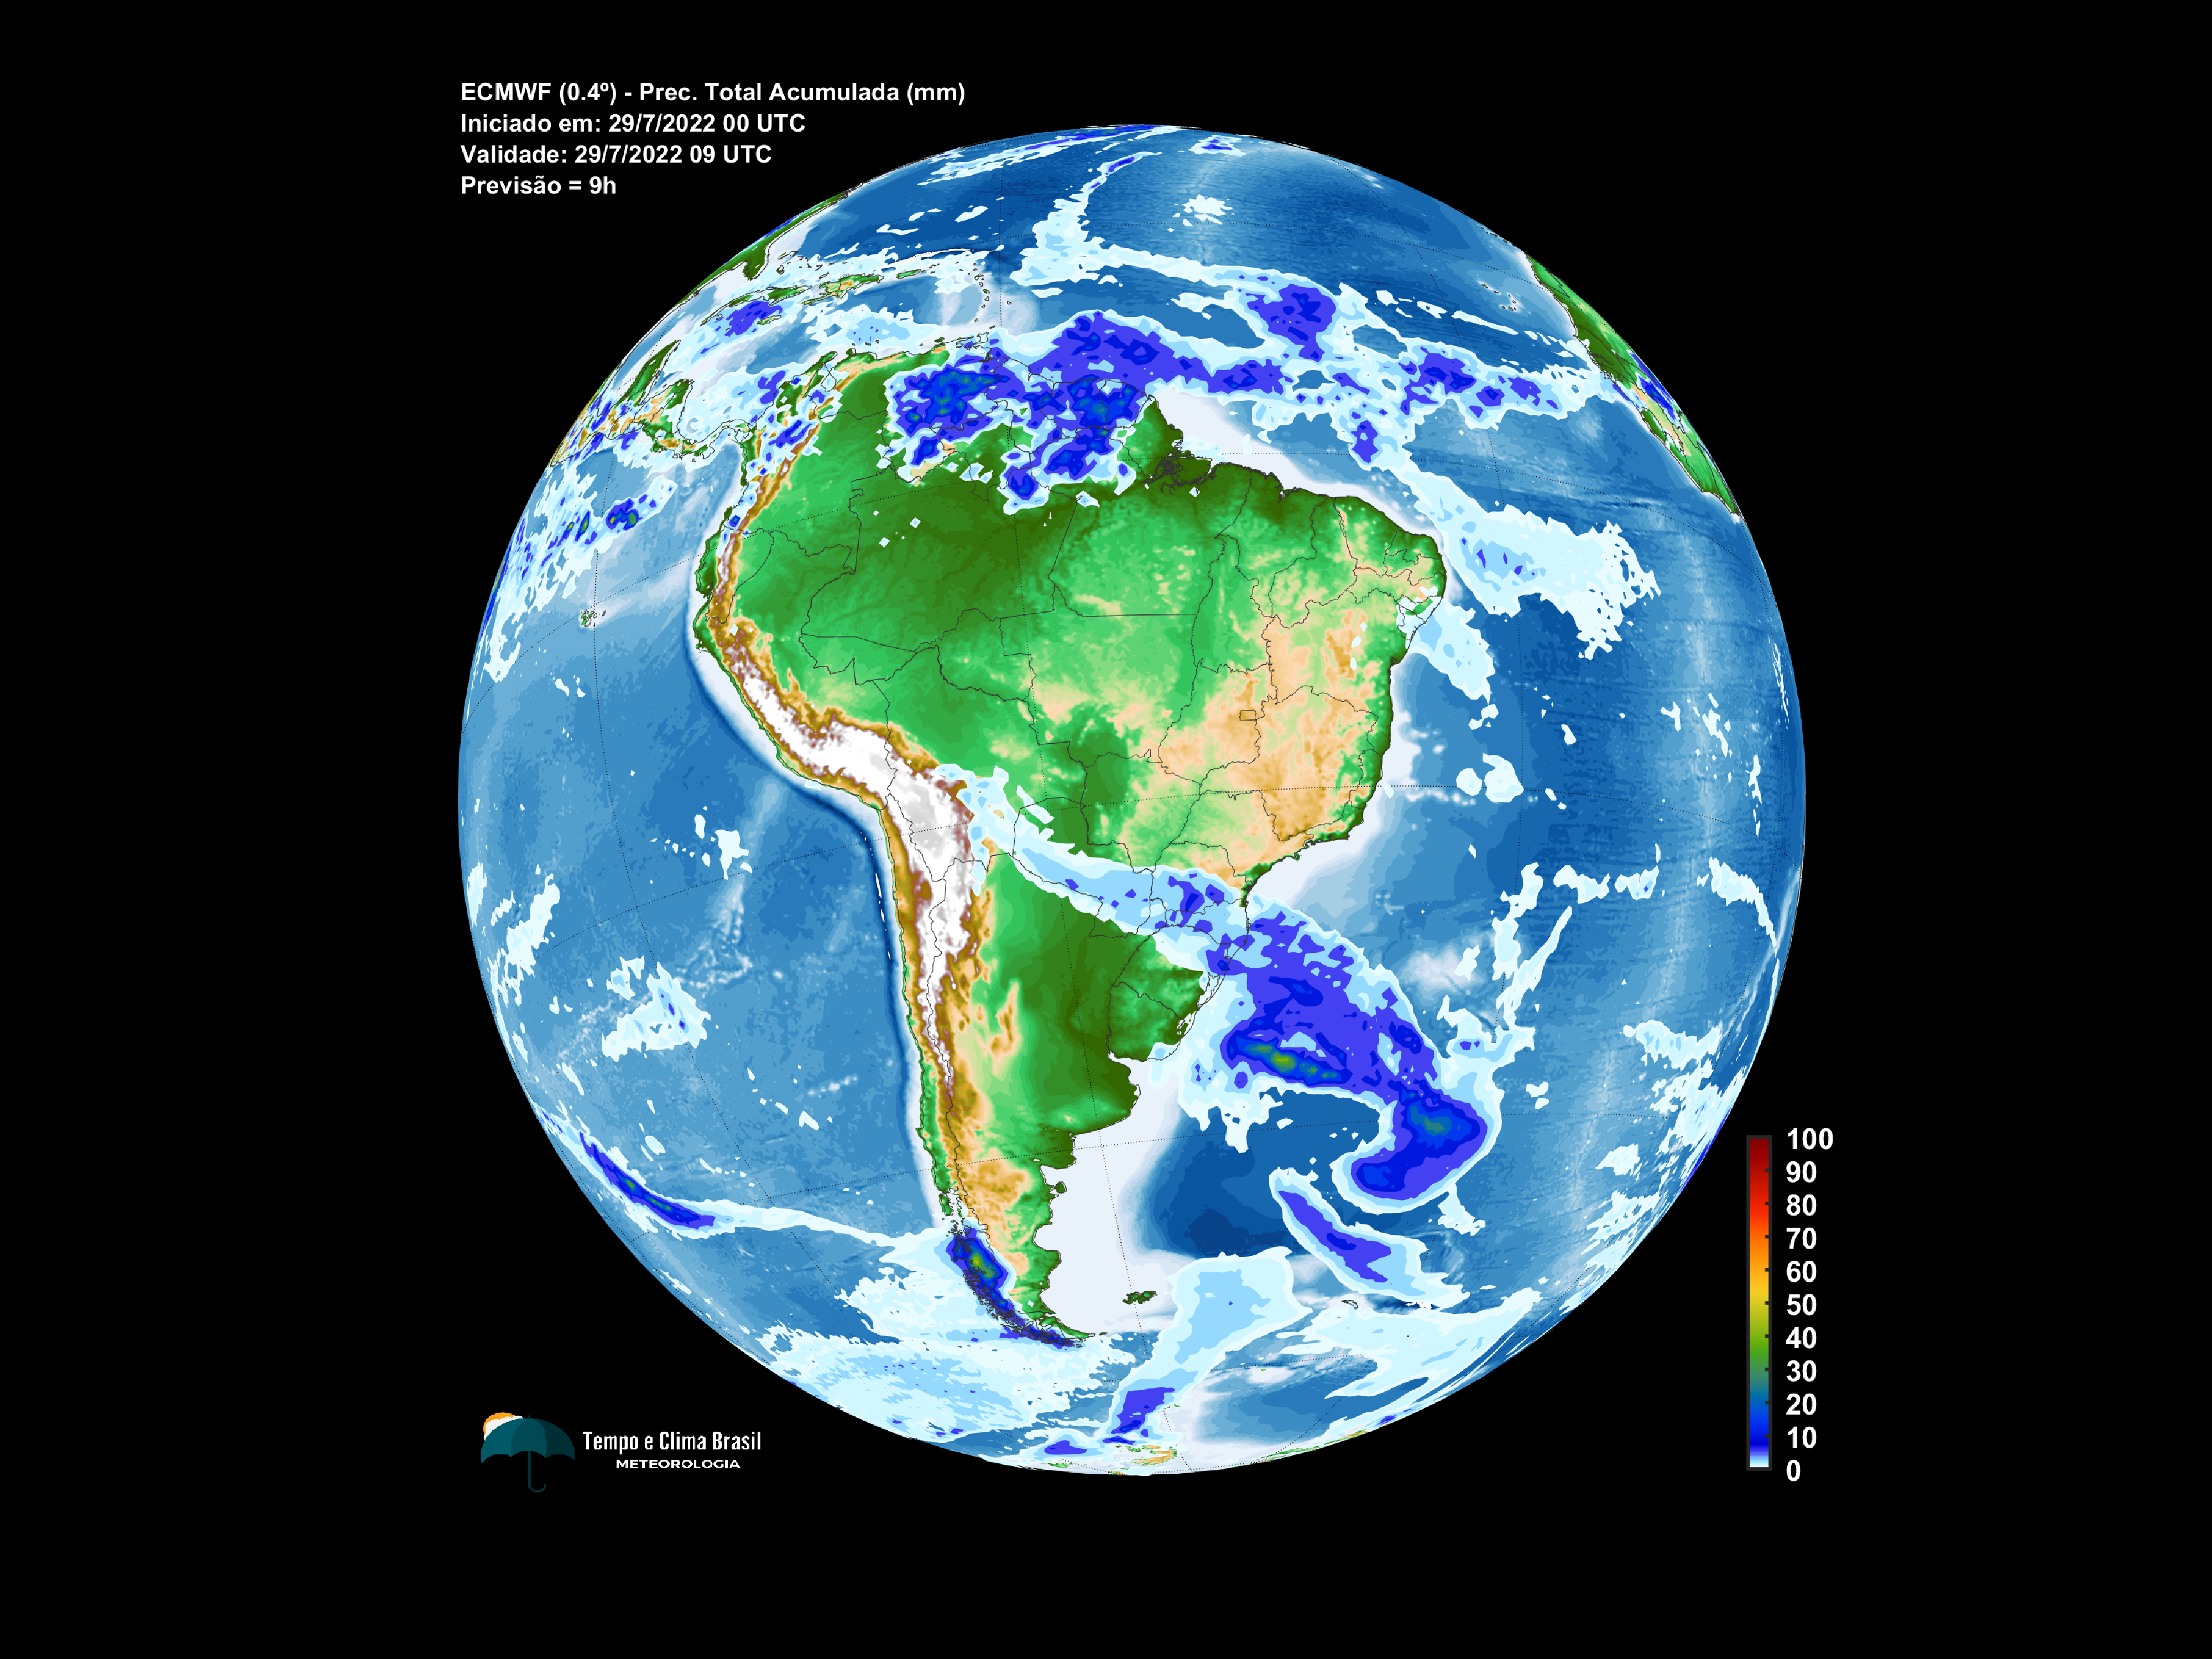 ECMWF (0.4º) - Prec. Total Acumulada (mm)
Iniciado em: 29/7/2022 00 UTC
Validade: 29/7/2022 09 UTC
Previsão = 9h
100
90
80
70
60
50
40
30
20
10
0
Tempo e Clima Brasil
METEOROLOGIA